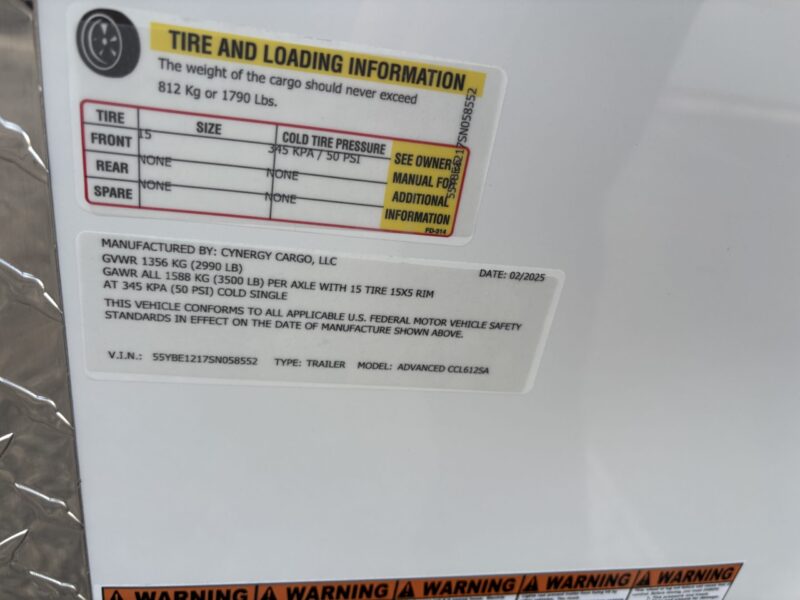 TIRE AND LOADING INFORMATION
The weight of the cargo should never exceed
812 Kg or 1790 Lbs.
TIRE SIZE COLD TIRE PRESSURE
FRONT 15 345 KPA / 50 PSI
REAR NONE NONE
SPARE NONE NONE
SEE OWNER
MANUAL FOR
ADDITIONAL
INFORMATION
FD-314
55YBE1217SN058552
MANUFACTURED BY: CYNERGY CARGO, LLC
DATE: 02/2025
GVWR 1356 KG (2990 LB)
GAWR ALL 1588 KG (3500 LB) PER AXLE WITH 15 TIRE 15X5 RIM
AT 345 KPA (50 PSI) COLD SINGLE
THIS VEHICLE CONFORMS TO ALL APPLICABLE U.S. FEDERAL MOTOR VEHICLE SAFETY
STANDARDS IN EFFECT ON THE DATE OF MANUFACTURE SHOWN ABOVE.
V.I.N.: 55YBE1217SN058552 TYPE: TRAILER MODEL: ADVANCED CCL612SA
WARNING WARNING WARNING WARNING WARNING